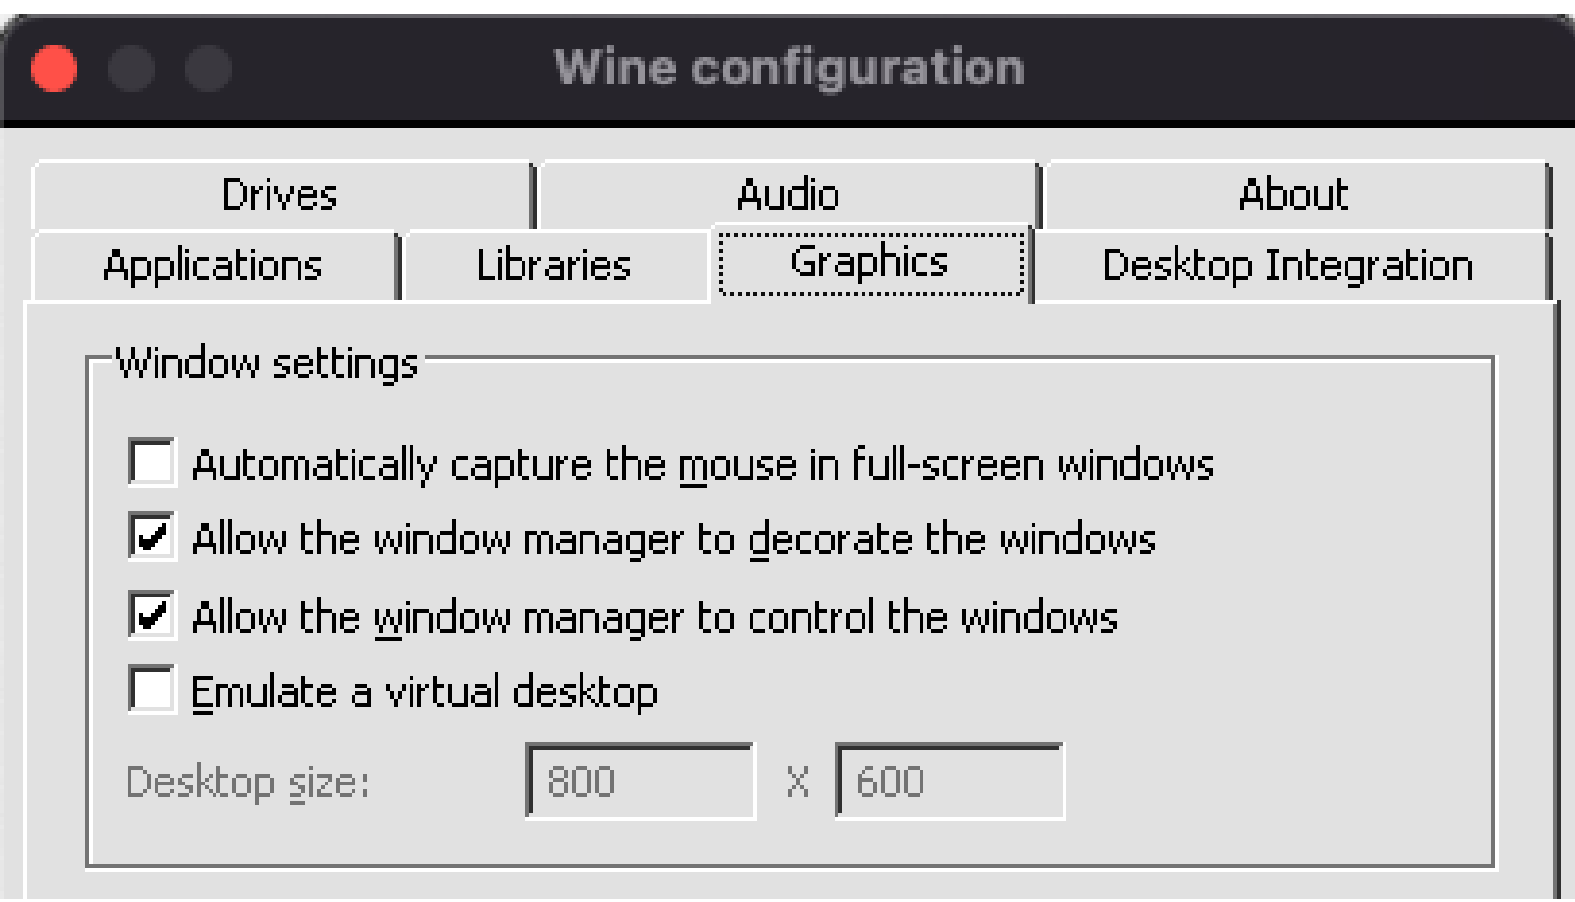 Wine configuration
Drives Audio About
Applications Libraries Graphics Desktop Integration
Window settings
Automatically capture the mouse in full-screen windows
Allow the window manager to decorate the windows
Allow the window manager to control the windows
Emulate a virtual desktop
Desktop size: 800 X 600